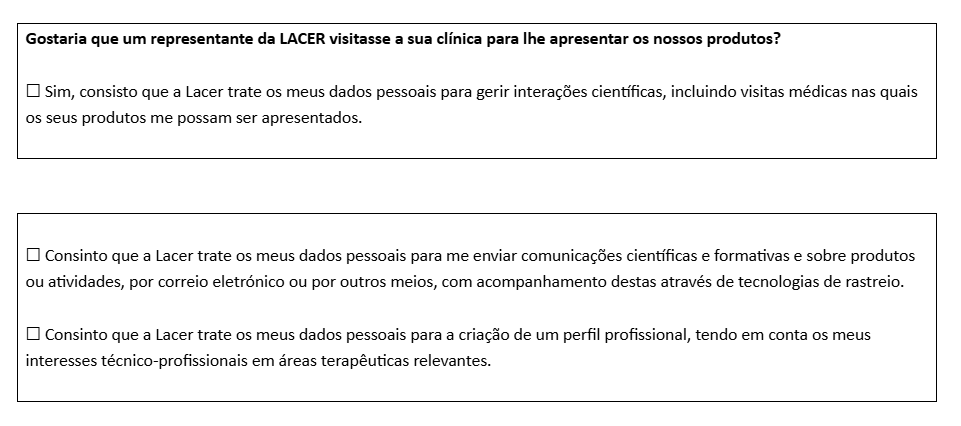 Gostaria que um representante da LACER visitasse a sua clínica para lhe apresentar os nossos produtos?
☐ Sim, consisto que a Lacer trate os meus dados pessoais para gerir interações científicas, incluindo visitas médicas nas quais
os seus produtos me possam ser apresentados.
☐ Consinto que a Lacer trate os meus dados pessoais para me enviar comunicações científicas e formativas e sobre produtos
ou atividades, por correio eletrónico ou por outros meios, com acompanhamento destas através de tecnologias de rastreio.
☐ Consinto que a Lacer trate os meus dados pessoais para a criação de um perfil profissional, tendo em conta os meus
interesses técnico-profissionais em áreas terapêuticas relevantes.